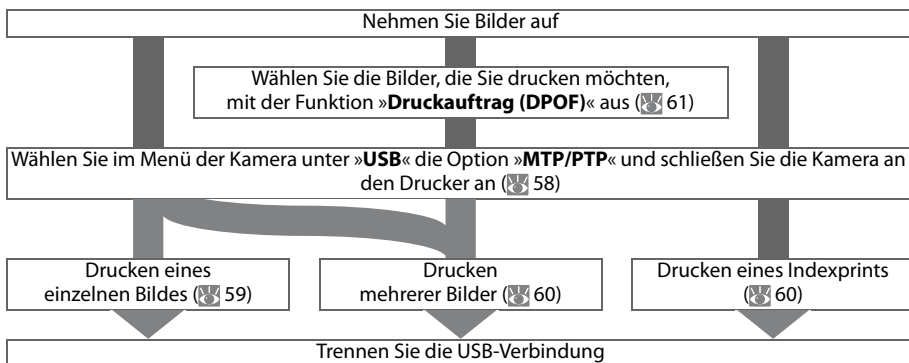 Nehmen Sie Bilder auf
Wählen Sie die Bilder, die Sie drucken möchten,
mit der Funktion »Druckauftrag (DPOF)« aus ( 61)
Wählen Sie im Menü der Kamera unter »USB« die Option »MTP/PTP« und schließen Sie die Kamera an
den Drucker an ( 58)
Drucken eines
einzelnen Bildes ( 59)
Drucken
mehrerer Bilder ( 60)
Drucken eines Indexprints
( 60)
Trennen Sie die USB-Verbindung